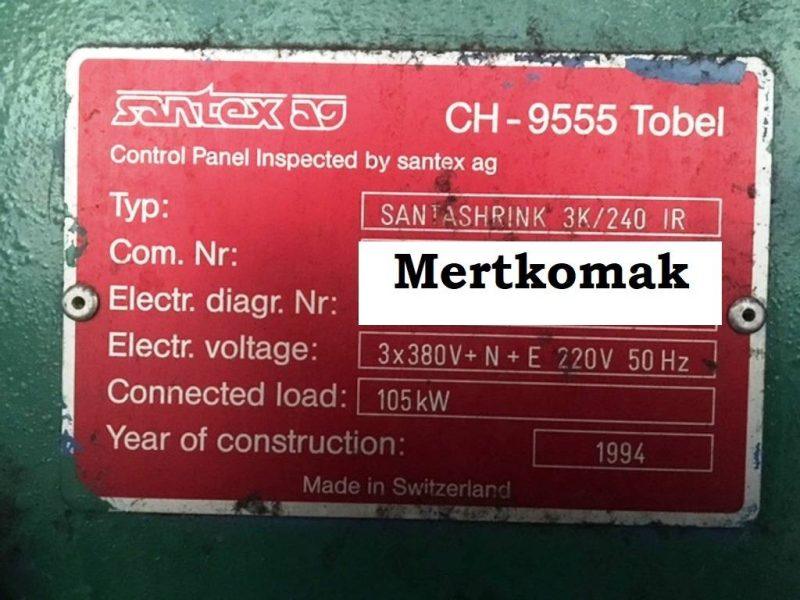 santex ag
CH-9555 Tobel
Control Panel Inspected by santex ag
Typ: SANTASHRINK 3K/240 IR
Com. Nr:
Mertkomak
Electr. diagr. Nr:
Electr. voltage: 3x380V+N+E 220V 50Hz
Connected load: 105kW
Year of construction: 1994
Made in Switzerland